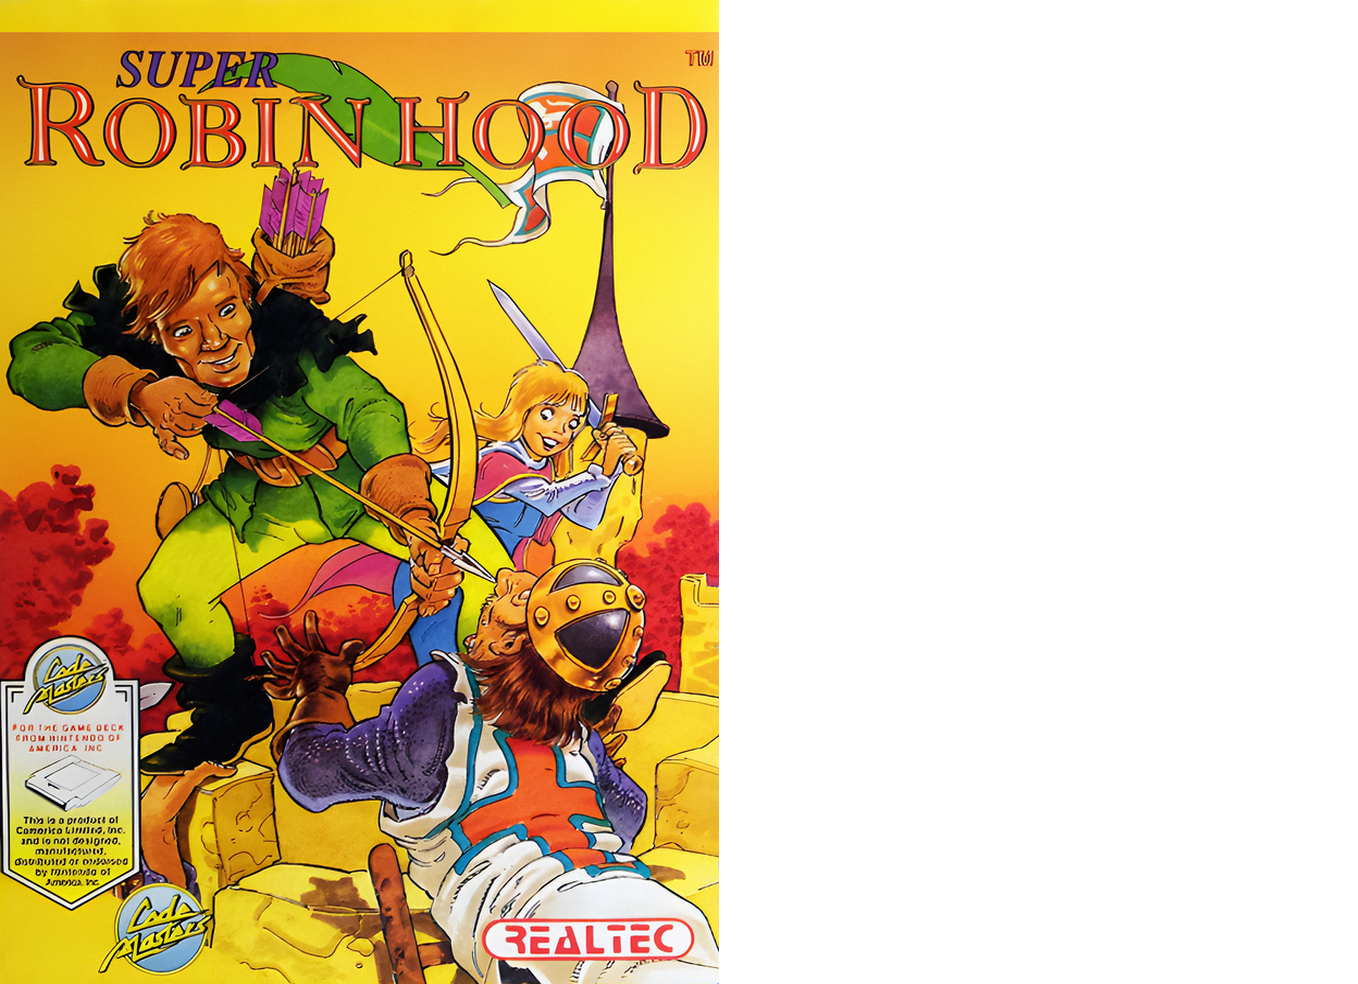 SUPER
ROBIN HOOD
TM
Code
Masters
FOR THE GAME DECK
FROM NINTENDO OF
AMERICA INC
This is a product of
Camerica Limited, Inc.
and is not designed,
manufactured,
distributed or endorsed
by Nintendo of
America, Inc.
Code
Masters
REALTEC